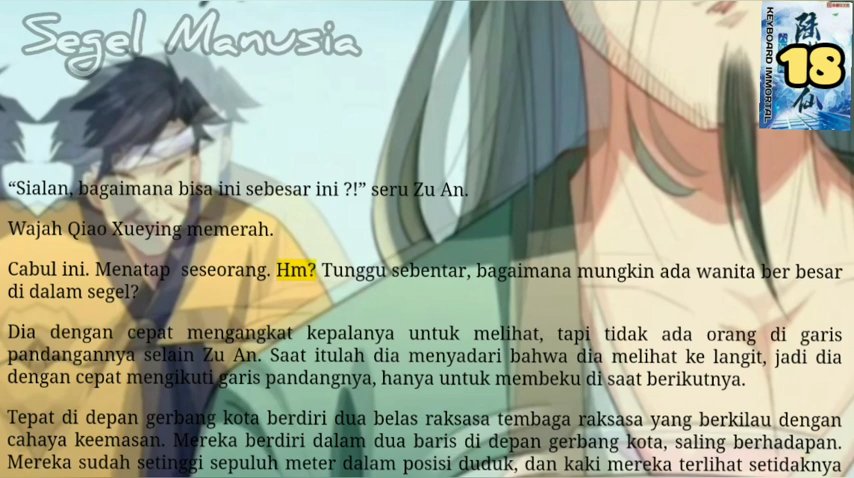 Segel Manusia
KEYBOARD IMMORTAL
陆
仙
18
“Sialan, bagaimana bisa ini sebesar ini ?!” seru Zu An.
Wajah Qiao Xueying memerah.
Cabul ini. Menatap  seseorang. Hm? Tunggu sebentar, bagaimana mungkin ada wanita ber besar
di dalam segel?
Dia dengan cepat mengangkat kepalanya untuk melihat, tapi tidak ada orang di garis
pandangannya selain Zu An. Saat itulah dia menyadari bahwa dia melihat ke langit, jadi dia
dengan cepat mengikuti garis pandangnya, hanya untuk membeku di saat berikutnya.
Tepat di depan gerbang kota berdiri dua belas raksasa tembaga raksasa yang berkilau dengan
cahaya keemasan. Mereka berdiri dalam dua baris di depan gerbang kota, saling berhadapan.
Mereka sudah setinggi sepuluh meter dalam posisi duduk, dan kaki mereka terlihat setidaknya